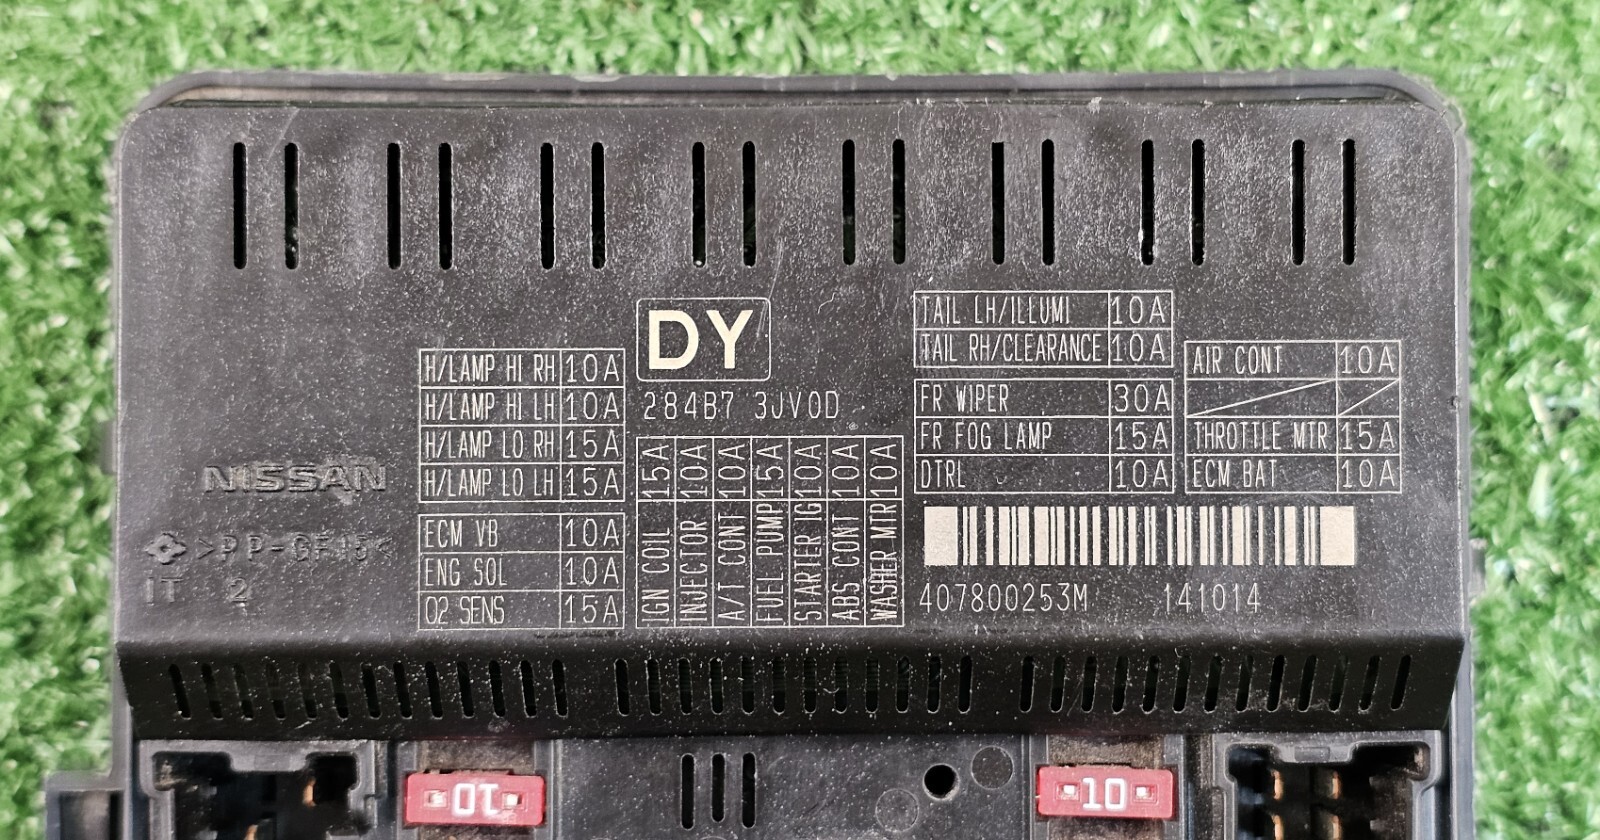 TAIL LH/ILLUMI 10A
TAIL RH/CLEARANCE 10A
FR WIPER 30A
FR FOG LAMP 15A
DTRL 10A
AIR CONT 10A
THROTTLE MTR 15A
ECM BAT 10A
DY
284B7 3JV0D
H/LAMP HI RH 10A
H/LAMP HI LH 10A
H/LAMP LO RH 15A
H/LAMP LO LH 15A
ECM VB 10A
ENG SOL 10A
O2 SENS 15A
IGN COIL 15A
INJECTOR 10A
A/T CONT 10A
FUEL PUMP 15A
STARTER IG 10A
ABS CONT 10A
WASHER MTR 10A
407800253M 141014
NISSAN
IT 2
10
10